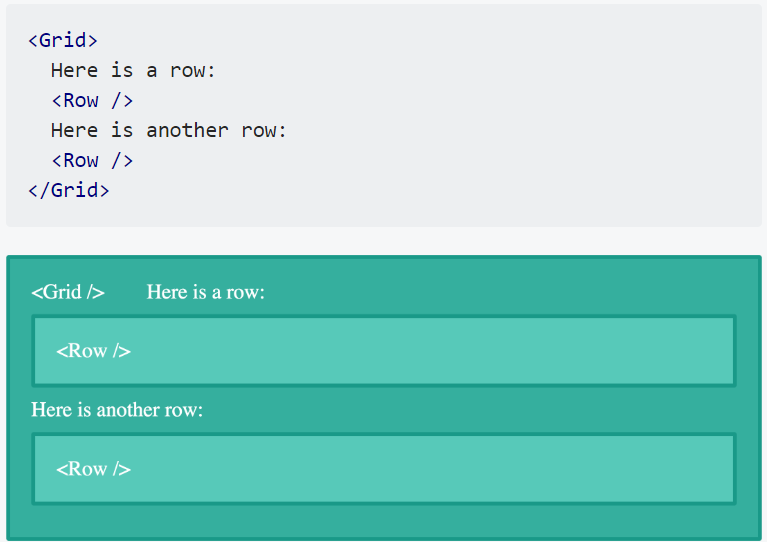 <Grid>
Here is a row:
<Row />
Here is another row:
<Row />
</Grid>
<Grid /> Here is a row:
<Row />
Here is another row:
<Row />